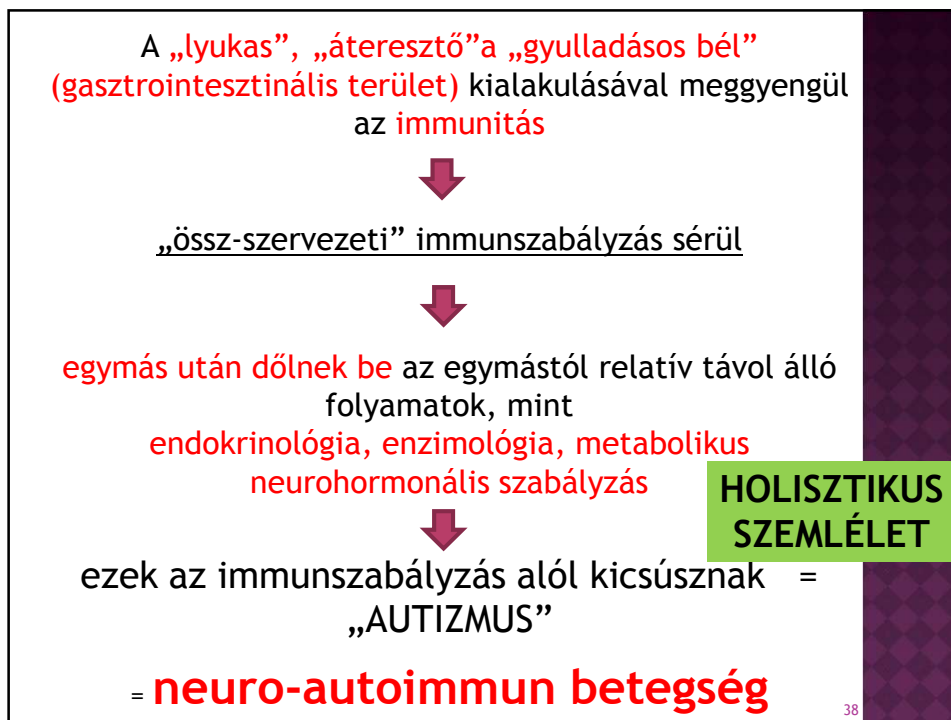 A „lyukas”, „áteresztő”a „gyulladásos bél”
(gasztrointesztinális terület) kialakulásával meggyengül
az immunitás
„össz-szervezeti” immunszabályzás sérül
egymás után dőlnek be az egymástól relatív távol álló
folyamatok, mint
endokrinológia, enzimológia, metabolikus
neurohormonális szabályzás
HOLISZTIKUS
SZEMLÉLET
ezek az immunszabályzás alól kicsúsznak =
„AUTIZMUS”
= neuro-autoimmun betegség
38